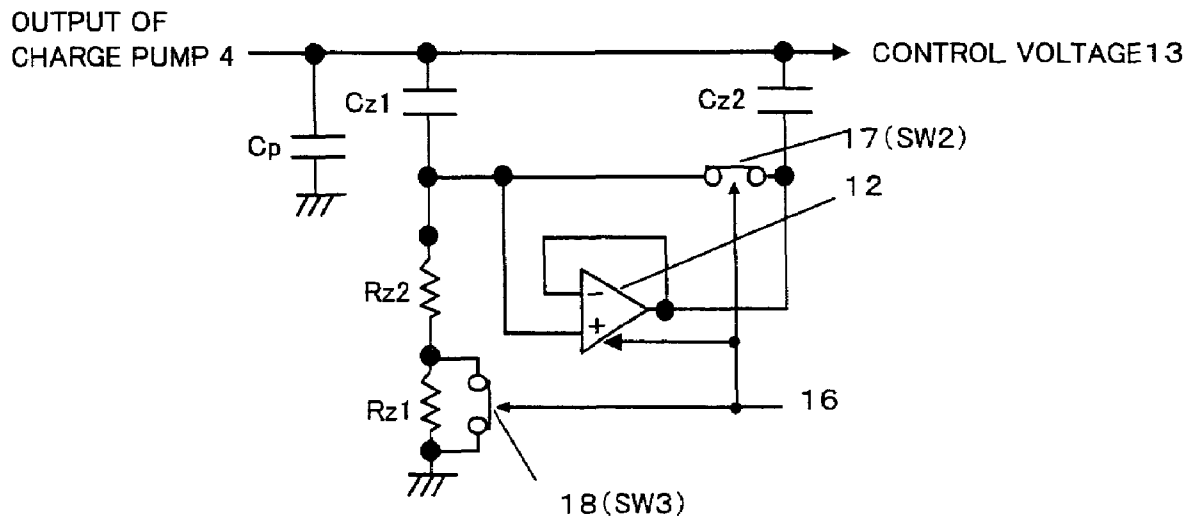 OUTPUT OF
CHARGE PUMP 4
CONTROL VOLTAGE13
Cz1
Cz2
Cp
17(SW2)
12
Rz2
−
+
Rz1
16
18(SW3)